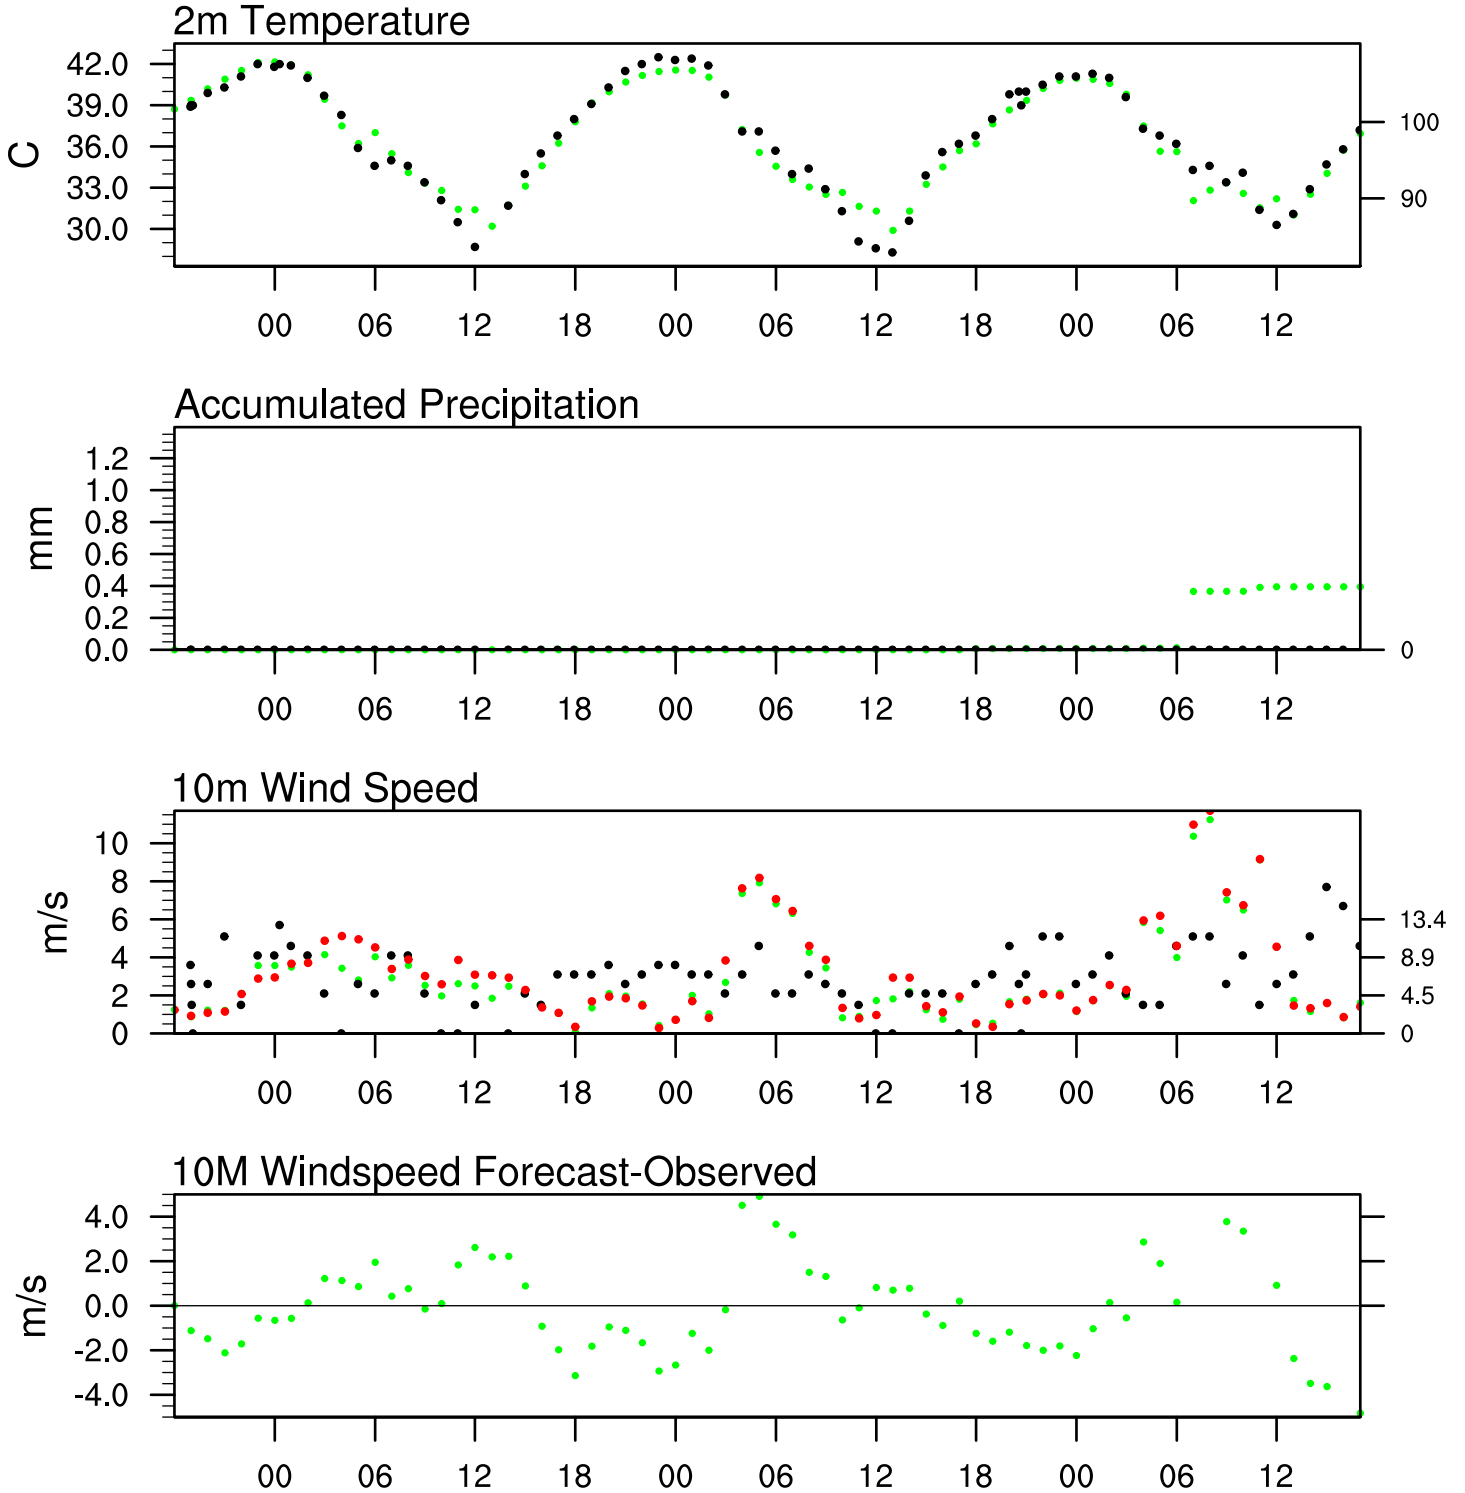 2m Temperature
42.0
39.0
36.0
33.0
30.0
C
100
90
00 06 12 18 00 06 12 18 00 06 12
Accumulated Precipitation
1.2
1.0
0.8
0.6
0.4
0.2
0.0
mm
0
00 06 12 18 00 06 12 18 00 06 12
10m Wind Speed
10
8
6
4
2
0
m/s
13.4
8.9
4.5
0
00 06 12 18 00 06 12 18 00 06 12
10M Windspeed Forecast-Observed
4.0
2.0
0.0
-2.0
-4.0
m/s
00 06 12 18 00 06 12 18 00 06 12